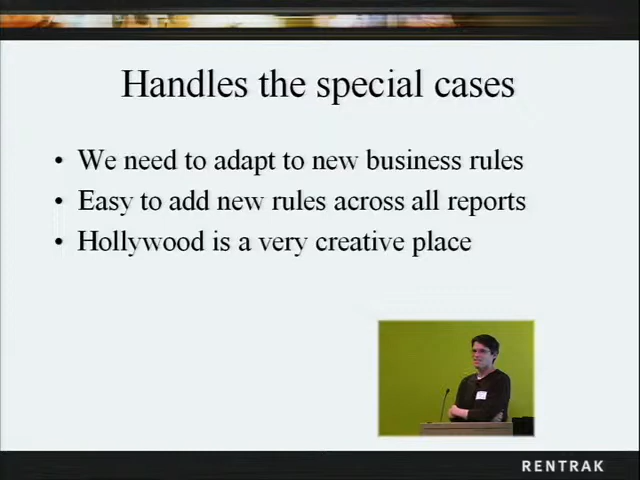 Handles the special cases
• We need to adapt to new business rules
• Easy to add new rules across all reports
• Hollywood is a very creative place
RENTRAK